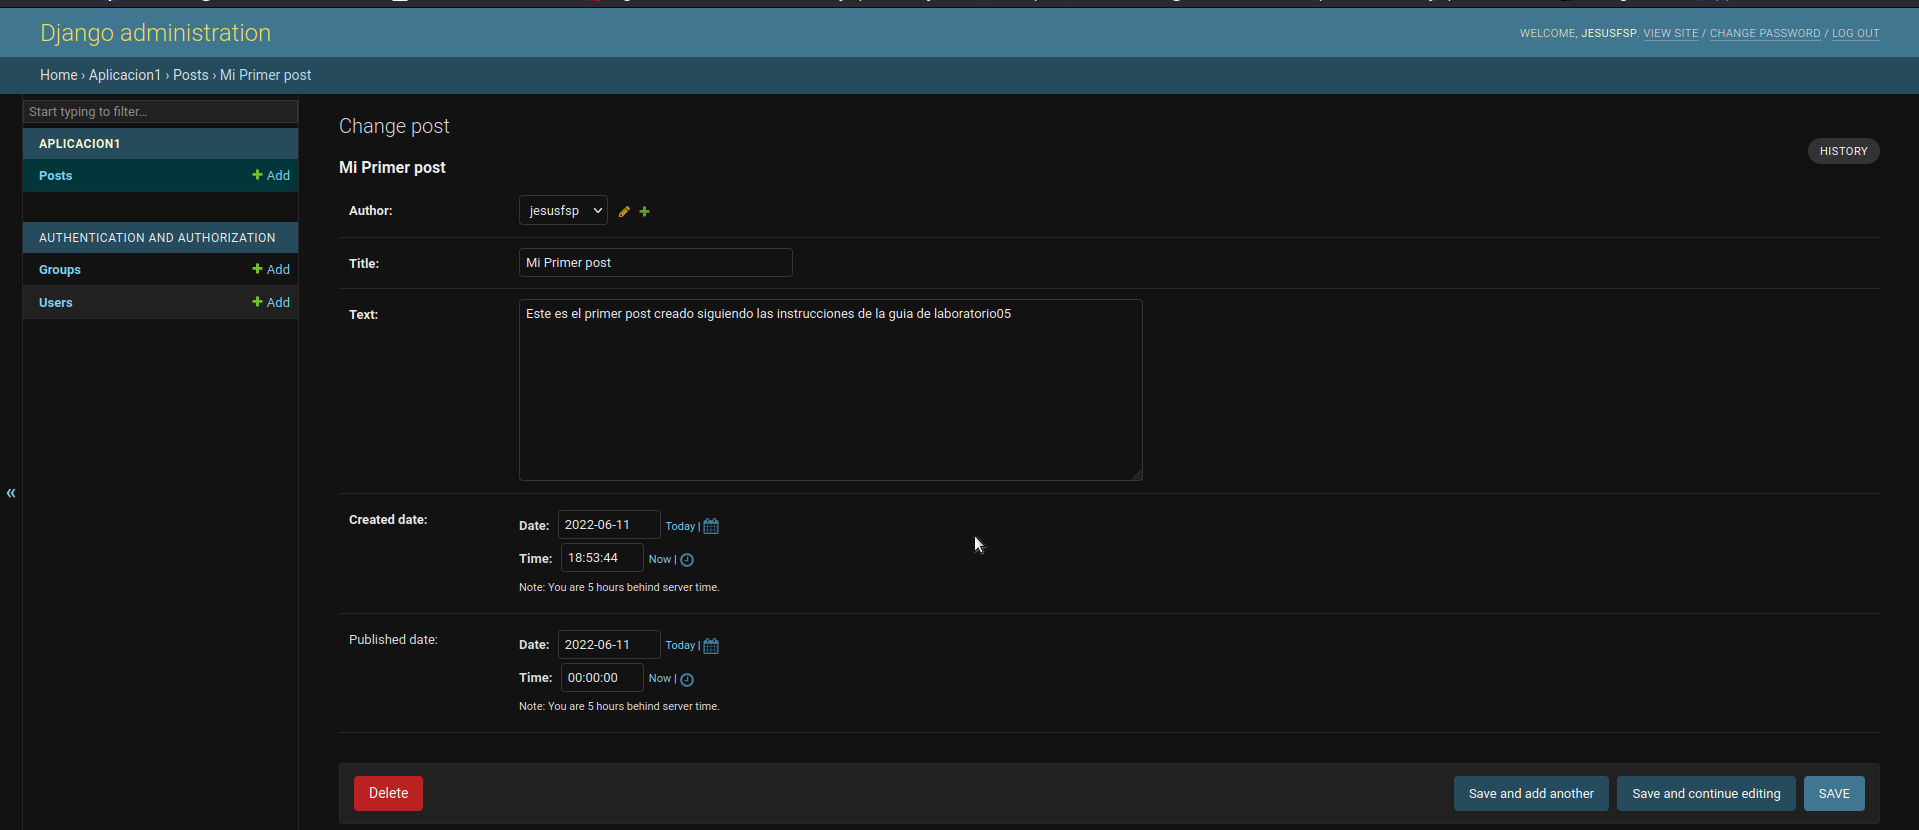 Django administration
WELCOME, JESUSFSP. VIEW SITE / CHANGE PASSWORD / LOG OUT
Home › Aplicacion1 › Posts › Mi Primer post
Start typing to filter…
APLICACION1
Posts + Add
AUTHENTICATION AND AUTHORIZATION
Groups + Add
Users + Add
«
Change post
HISTORY
Mi Primer post
Author: jesusfsp
Title: Mi Primer post
Text: Este es el primer post creado siguiendo las instrucciones de la guia de laboratorio05
Created date:
Date: 2022-06-11 Today |
Time: 18:53:44 Now |
Note: You are 5 hours behind server time.
Published date:
Date: 2022-06-11 Today |
Time: 00:00:00 Now |
Note: You are 5 hours behind server time.
Delete
Save and add another
Save and continue editing
SAVE